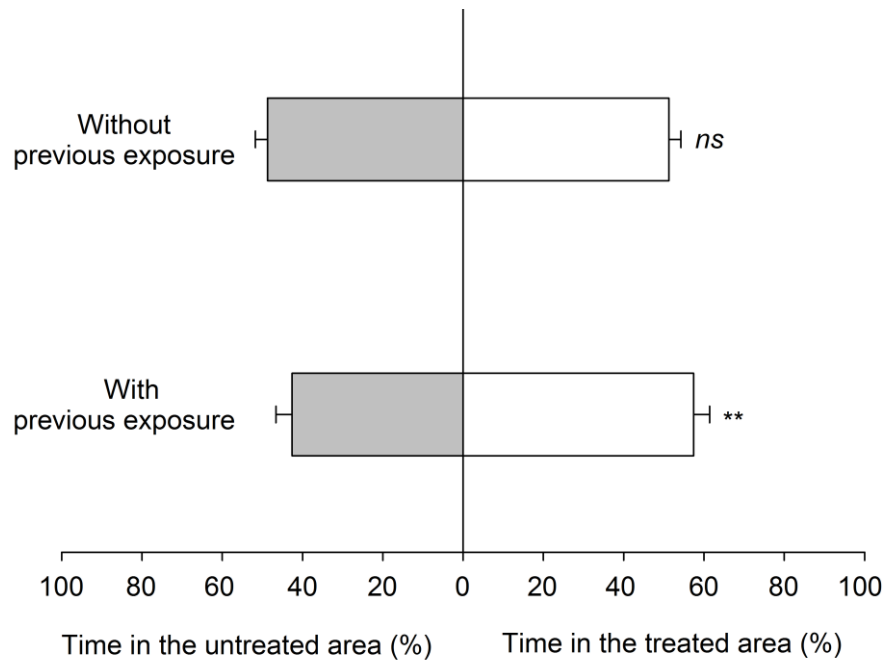 Without
previous exposure
ns
With
previous exposure
**
100 80 60 40 20 0 20 40 60 80 100
Time in the untreated area (%) Time in the treated area (%)